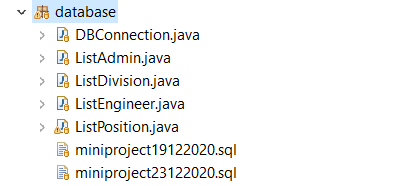 database
DBConnection.java
ListAdmin.java
ListDivision.java
ListEngineer.java
ListPosition.java
miniproject19122020.sql
miniproject23122020.sql